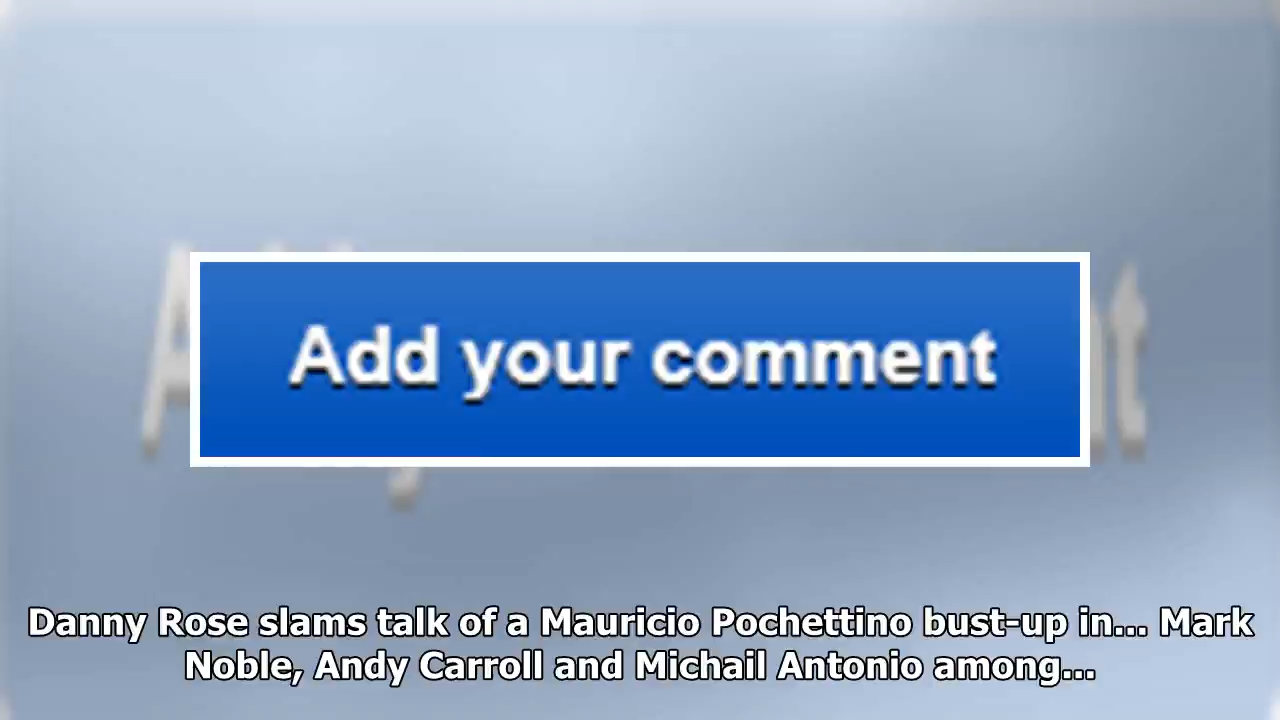 Add your comment
Danny Rose slams talk of a Mauricio Pochettino bust-up in... Mark
Noble, Andy Carroll and Michail Antonio among...